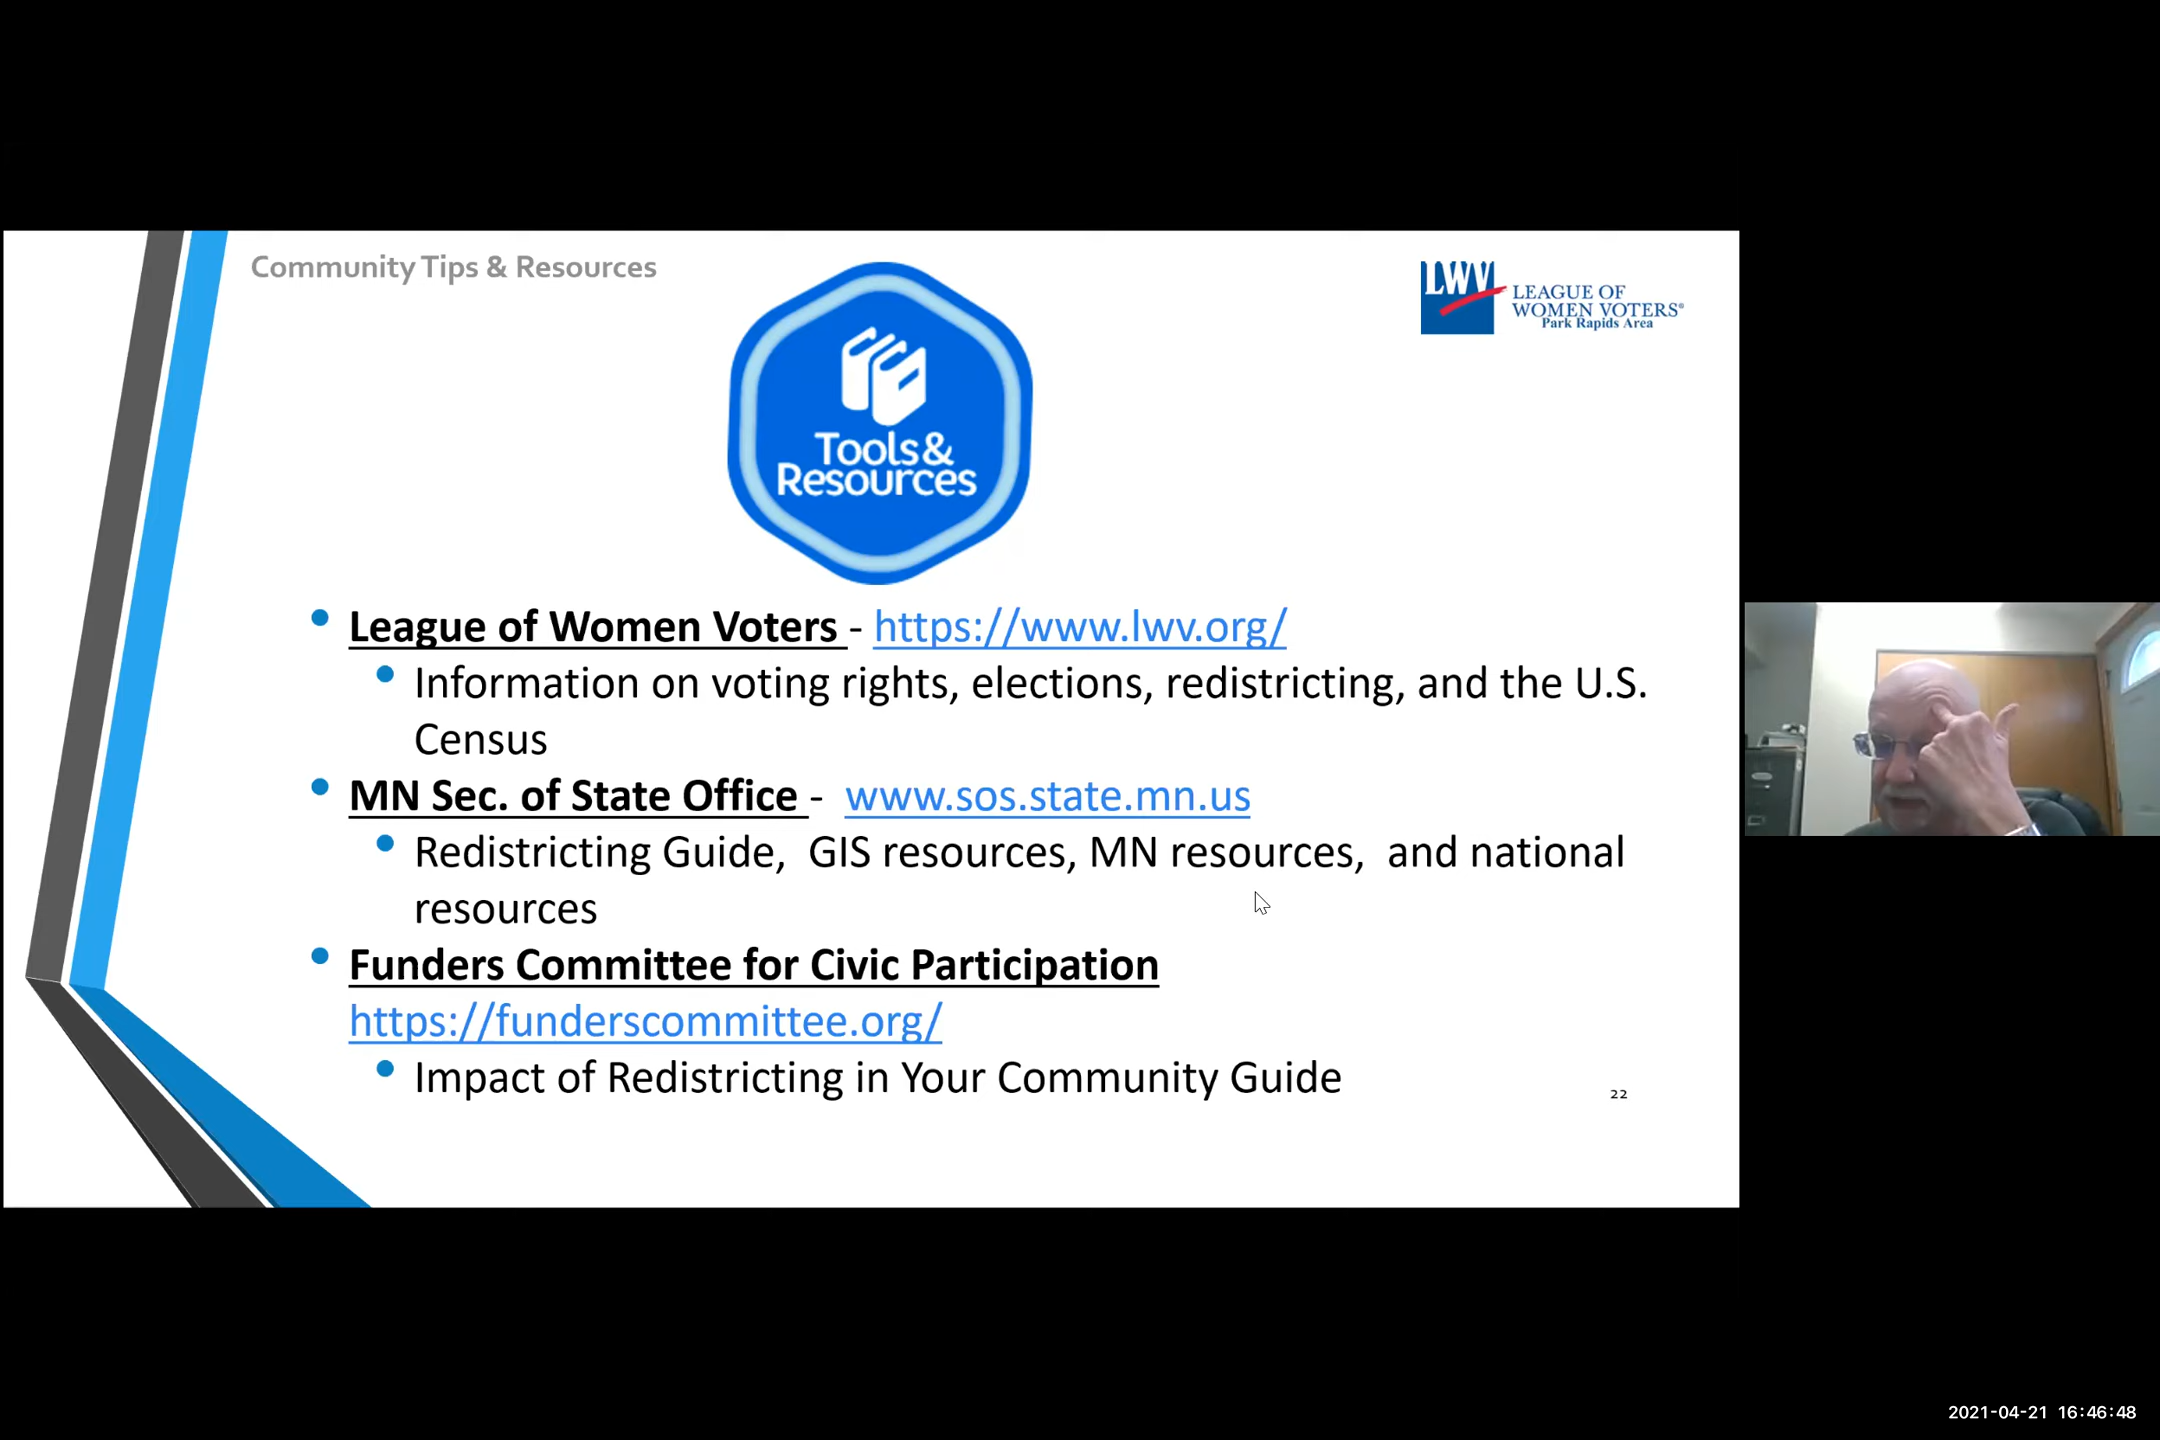 Community Tips & Resources
LWV
LEAGUE OF
WOMEN VOTERS®
Park Rapids Area
Tools &
Resources
• League of Women Voters - https://www.lwv.org/
• Information on voting rights, elections, redistricting, and the U.S.
Census
• MN Sec. of State Office - www.sos.state.mn.us
• Redistricting Guide, GIS resources, MN resources, and national
resources
• Funders Committee for Civic Participation
https://funderscommittee.org/
• Impact of Redistricting in Your Community Guide
22
2021-04-21 16:46:48